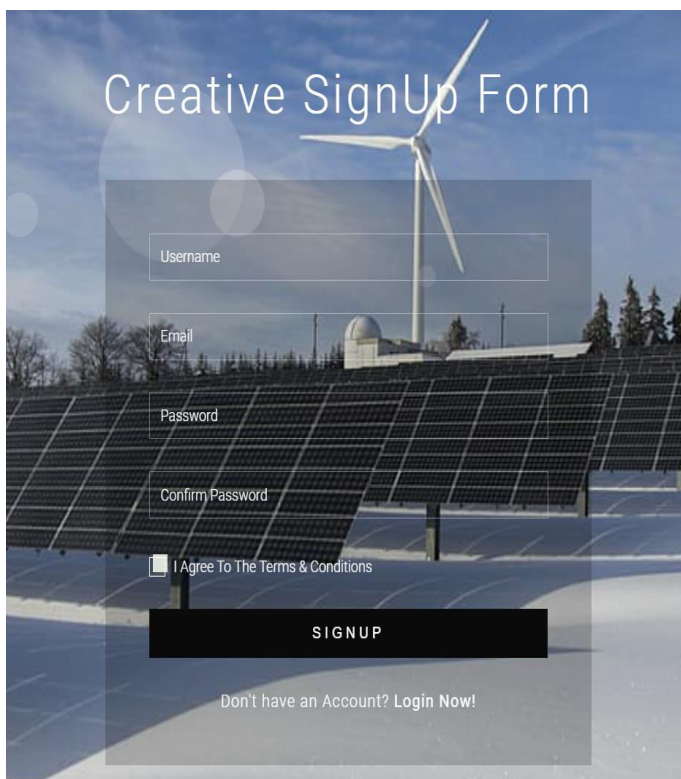 Creative SignUp Form
Username
Email
Password
Confirm Password
I Agree To The Terms & Conditions
SIGNUP
Don't have an Account? Login Now!